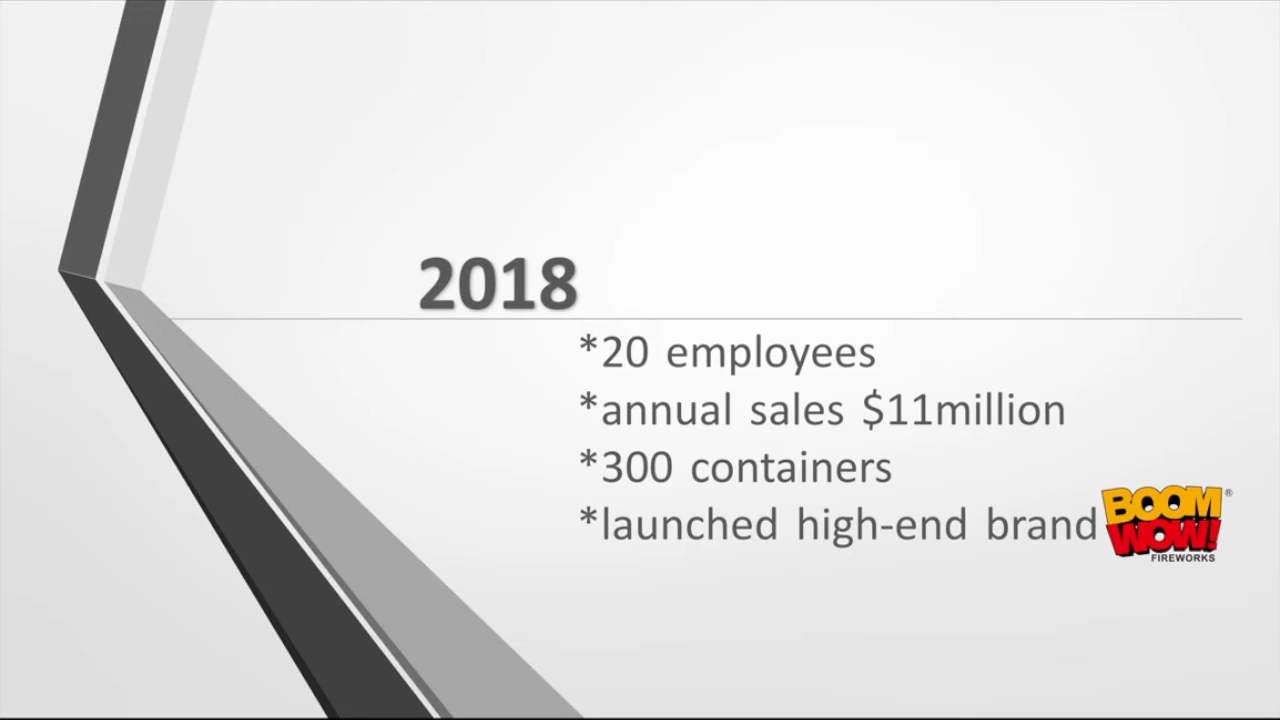 2018
*20 employees
*annual sales $11million
*300 containers
*launched high-end brand
BOOM
WOW!
®
FIREWORKS